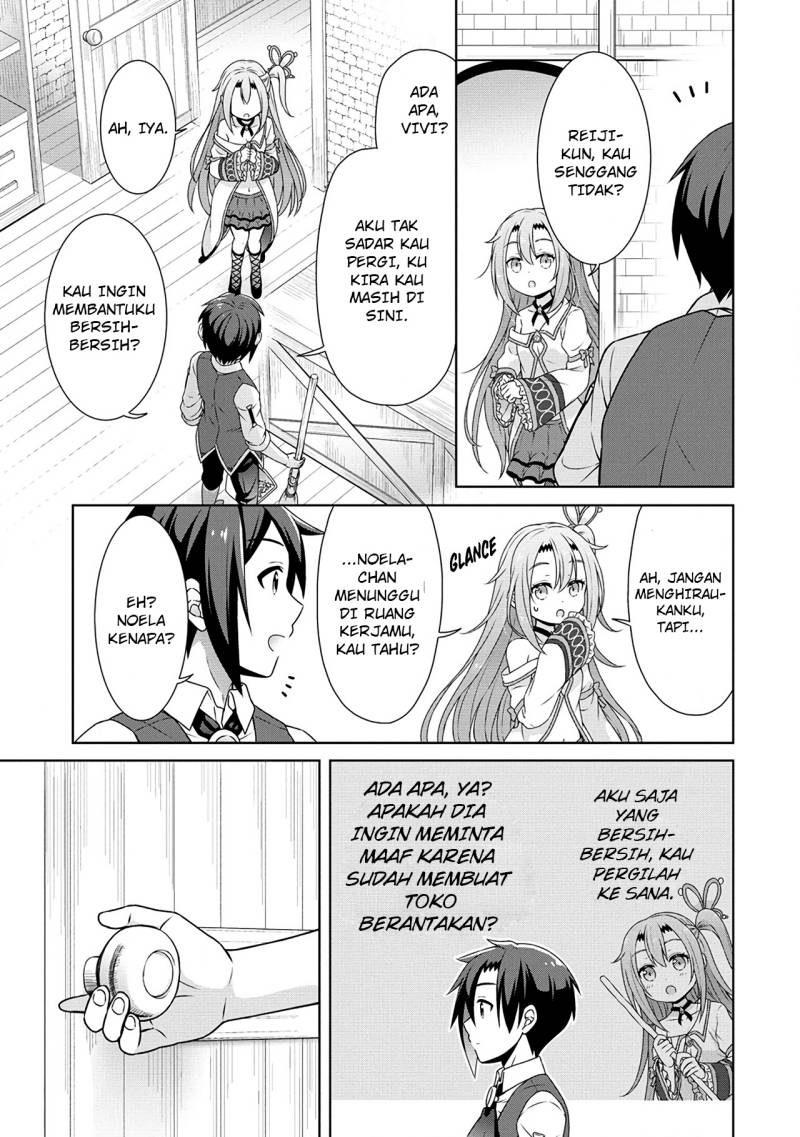 REIJI-
KUN, KAU
SENGGANG
TIDAK?
ADA
APA,
VIVI?
AKU TAK
SADAR KAU
PERGI, KU
KIRA KAU
MASIH DI
SINI.
AH, IYA.
KAU INGIN
MEMBANTUKU
BERSIH-
BERSIH?
AH, JANGAN
MENGHIRAU-
KANKU,
TAPI...
GLANCE
...NOELA-
CHAN
MENUNGGU
DI RUANG
KERJAMU,
KAU TAHU?
EH?
NOELA
KENAPA?
AKU SAJA
YANG
BERSIH-
BERSIH, KAU
PERGILAH
KE SANA.
ADA APA, YA?
APAKAH DIA
INGIN MEMINTA
MAAF KARENA
SUDAH MEMBUAT
TOKO
BERANTAKAN?